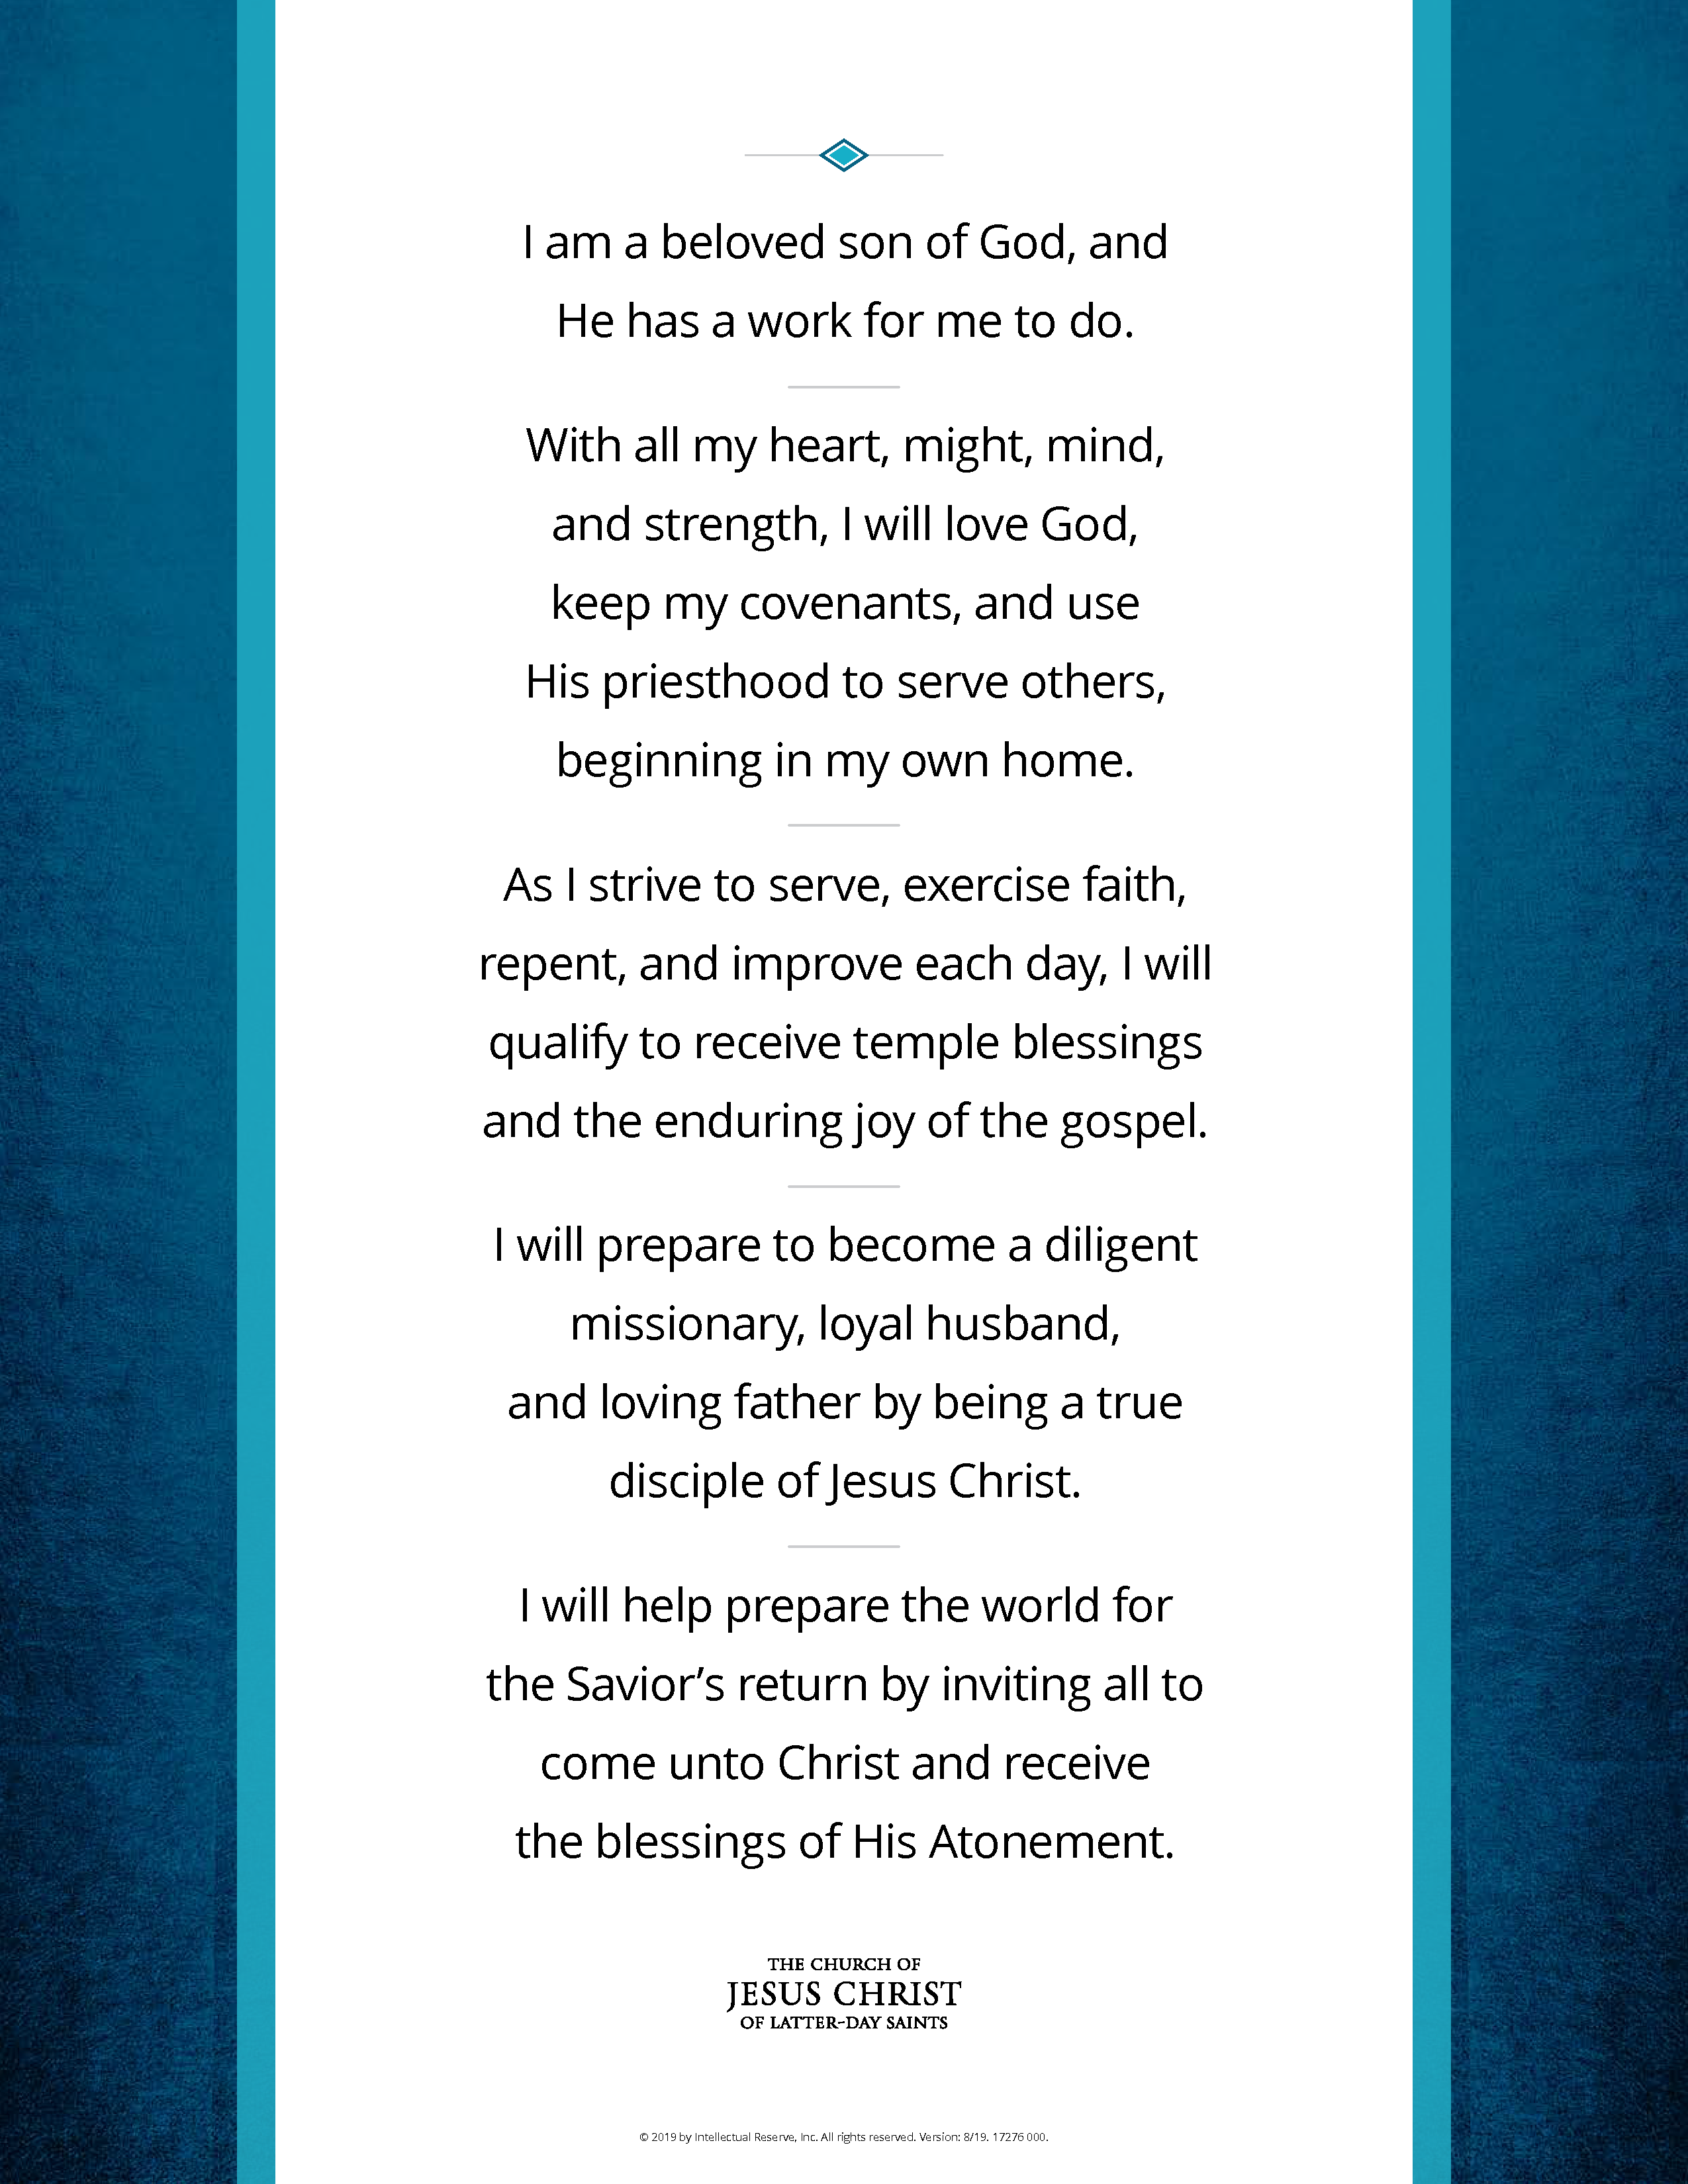 I am a beloved son of God, and
He has a work for me to do.
With all my heart, might, mind,
and strength, I will love God,
keep my covenants, and use
His priesthood to serve others,
beginning in my own home.
As I strive to serve, exercise faith,
repent, and improve each day, I will
qualify to receive temple blessings
and the enduring joy of the gospel.
I will prepare to become a diligent
missionary, loyal husband,
and loving father by being a true
disciple of Jesus Christ.
I will help prepare the world for
the Savior’s return by inviting all to
come unto Christ and receive
the blessings of His Atonement.
THE CHURCH OF
JESUS CHRIST
OF LATTER-DAY SAINTS
© 2019 by Intellectual Reserve, Inc. All rights reserved. Version: 8/19. 17276 000.